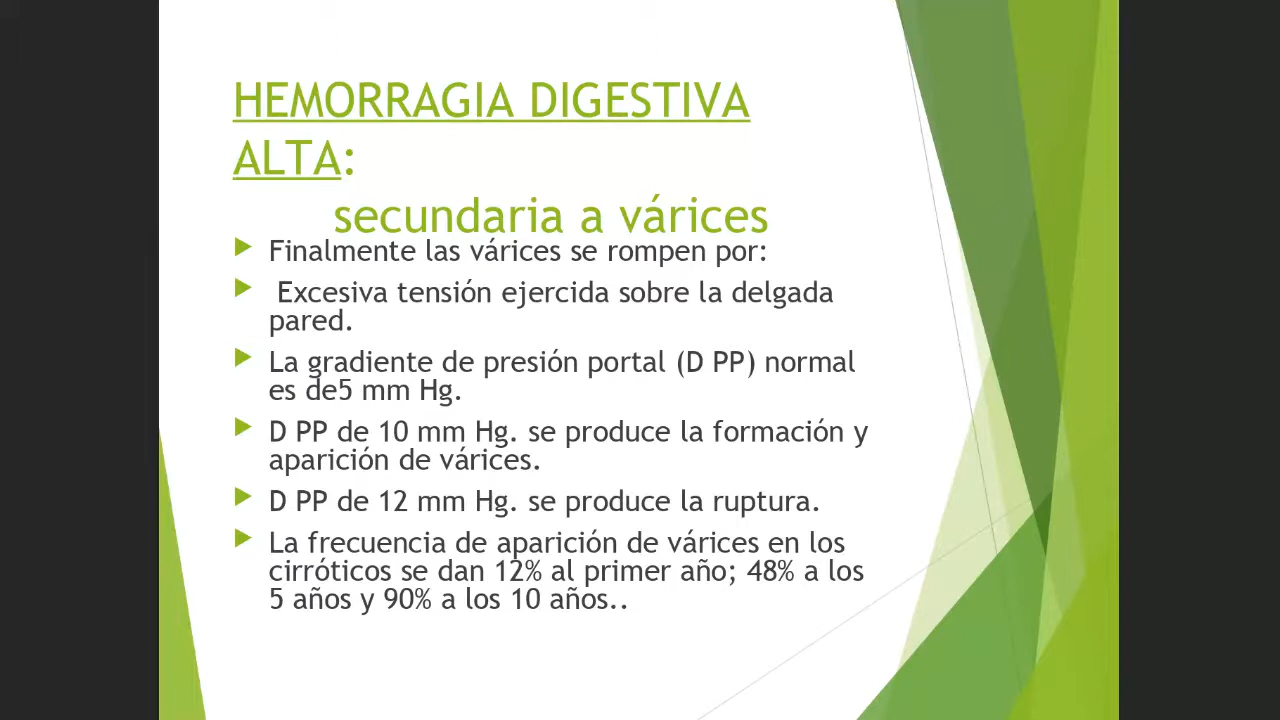 HEMORRAGIA DIGESTIVA
ALTA:
secundaria a várices
Finalmente las várices se rompen por:
Excesiva tensión ejercida sobre la delgada
pared.
La gradiente de presión portal (D PP) normal
es de5 mm Hg.
D PP de 10 mm Hg. se produce la formación y
aparición de várices.
D PP de 12 mm Hg. se produce la ruptura.
La frecuencia de aparición de várices en los
cirróticos se dan 12% al primer año; 48% a los
5 años y 90% a los 10 años..